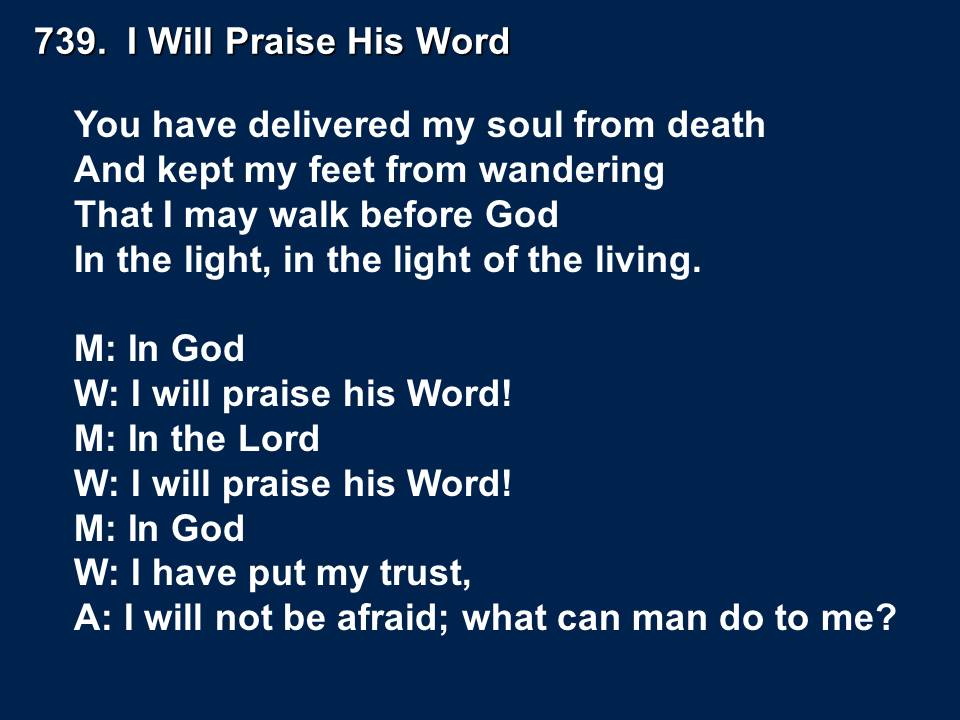 739.  I Will Praise His Word
You have delivered my soul from death
And kept my feet from wandering
That I may walk before God
In the light, in the light of the living.
M: In God
W: I will praise his Word!
M: In the Lord
W: I will praise his Word!
M: In God
W: I have put my trust,
A: I will not be afraid; what can man do to me?